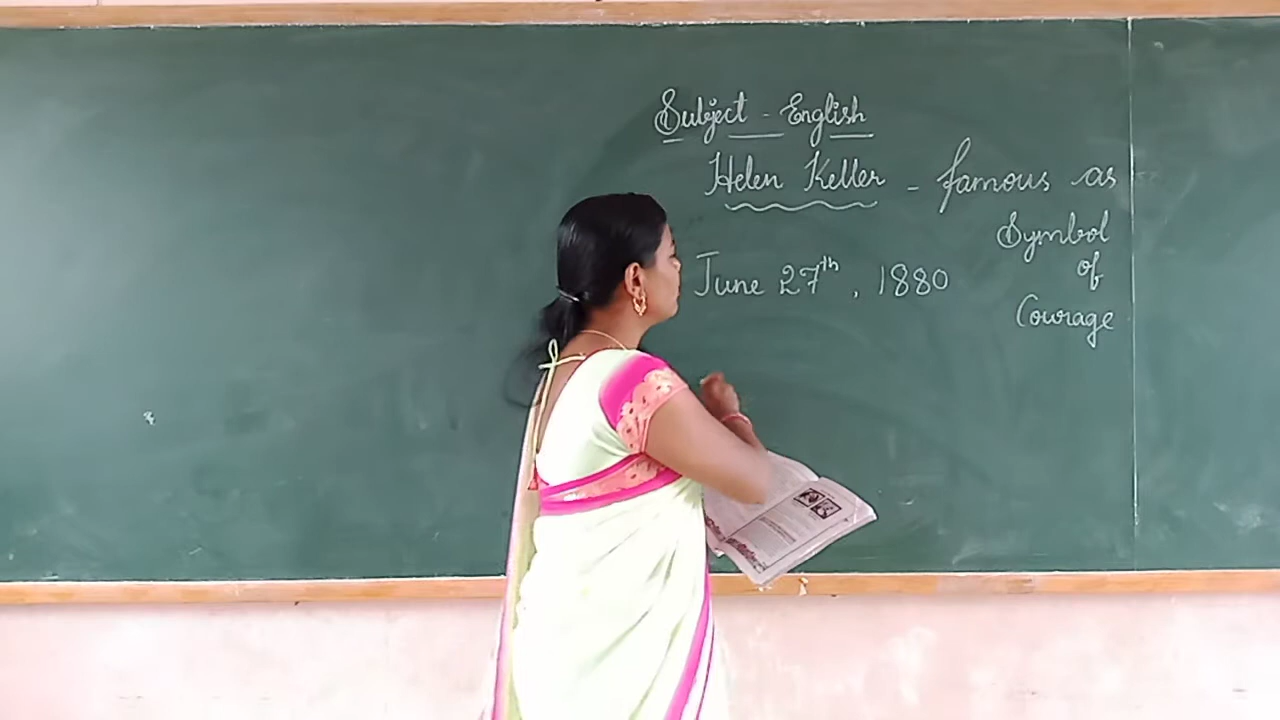 Subject - English
Helen Keller - famous as
Symbol
of
Courage
June 27th, 1880